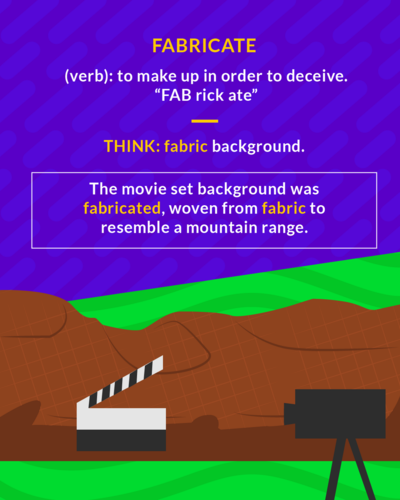 FABRICATE
(verb): to make up in order to deceive.
“FAB rick ate”
THINK: fabric background.
The movie set background was
fabricated, woven from fabric to
resemble a mountain range.